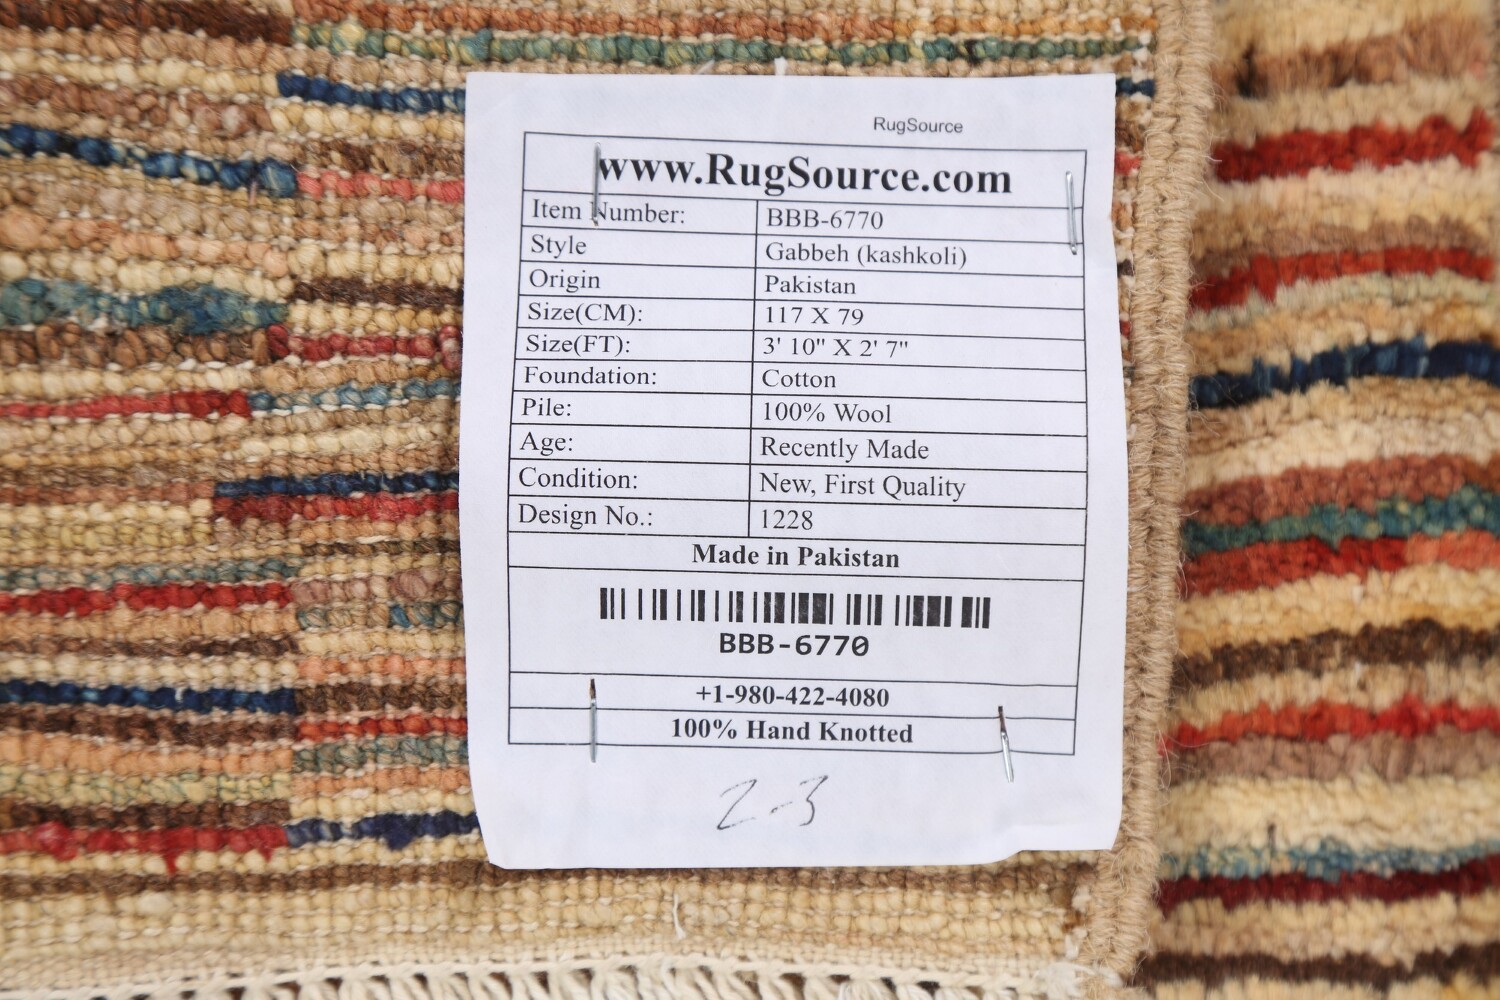 RugSource
www.RugSource.com
Item Number: BBB-6770
Style Gabbeh (kashkoli)
Origin Pakistan
Size(CM): 117 X 79
Size(FT): 3' 10" X 2' 7"
Foundation: Cotton
Pile: 100% Wool
Age: Recently Made
Condition: New, First Quality
Design No.: 1228
Made in Pakistan
BBB-6770
+1-980-422-4080
100% Hand Knotted
2-3